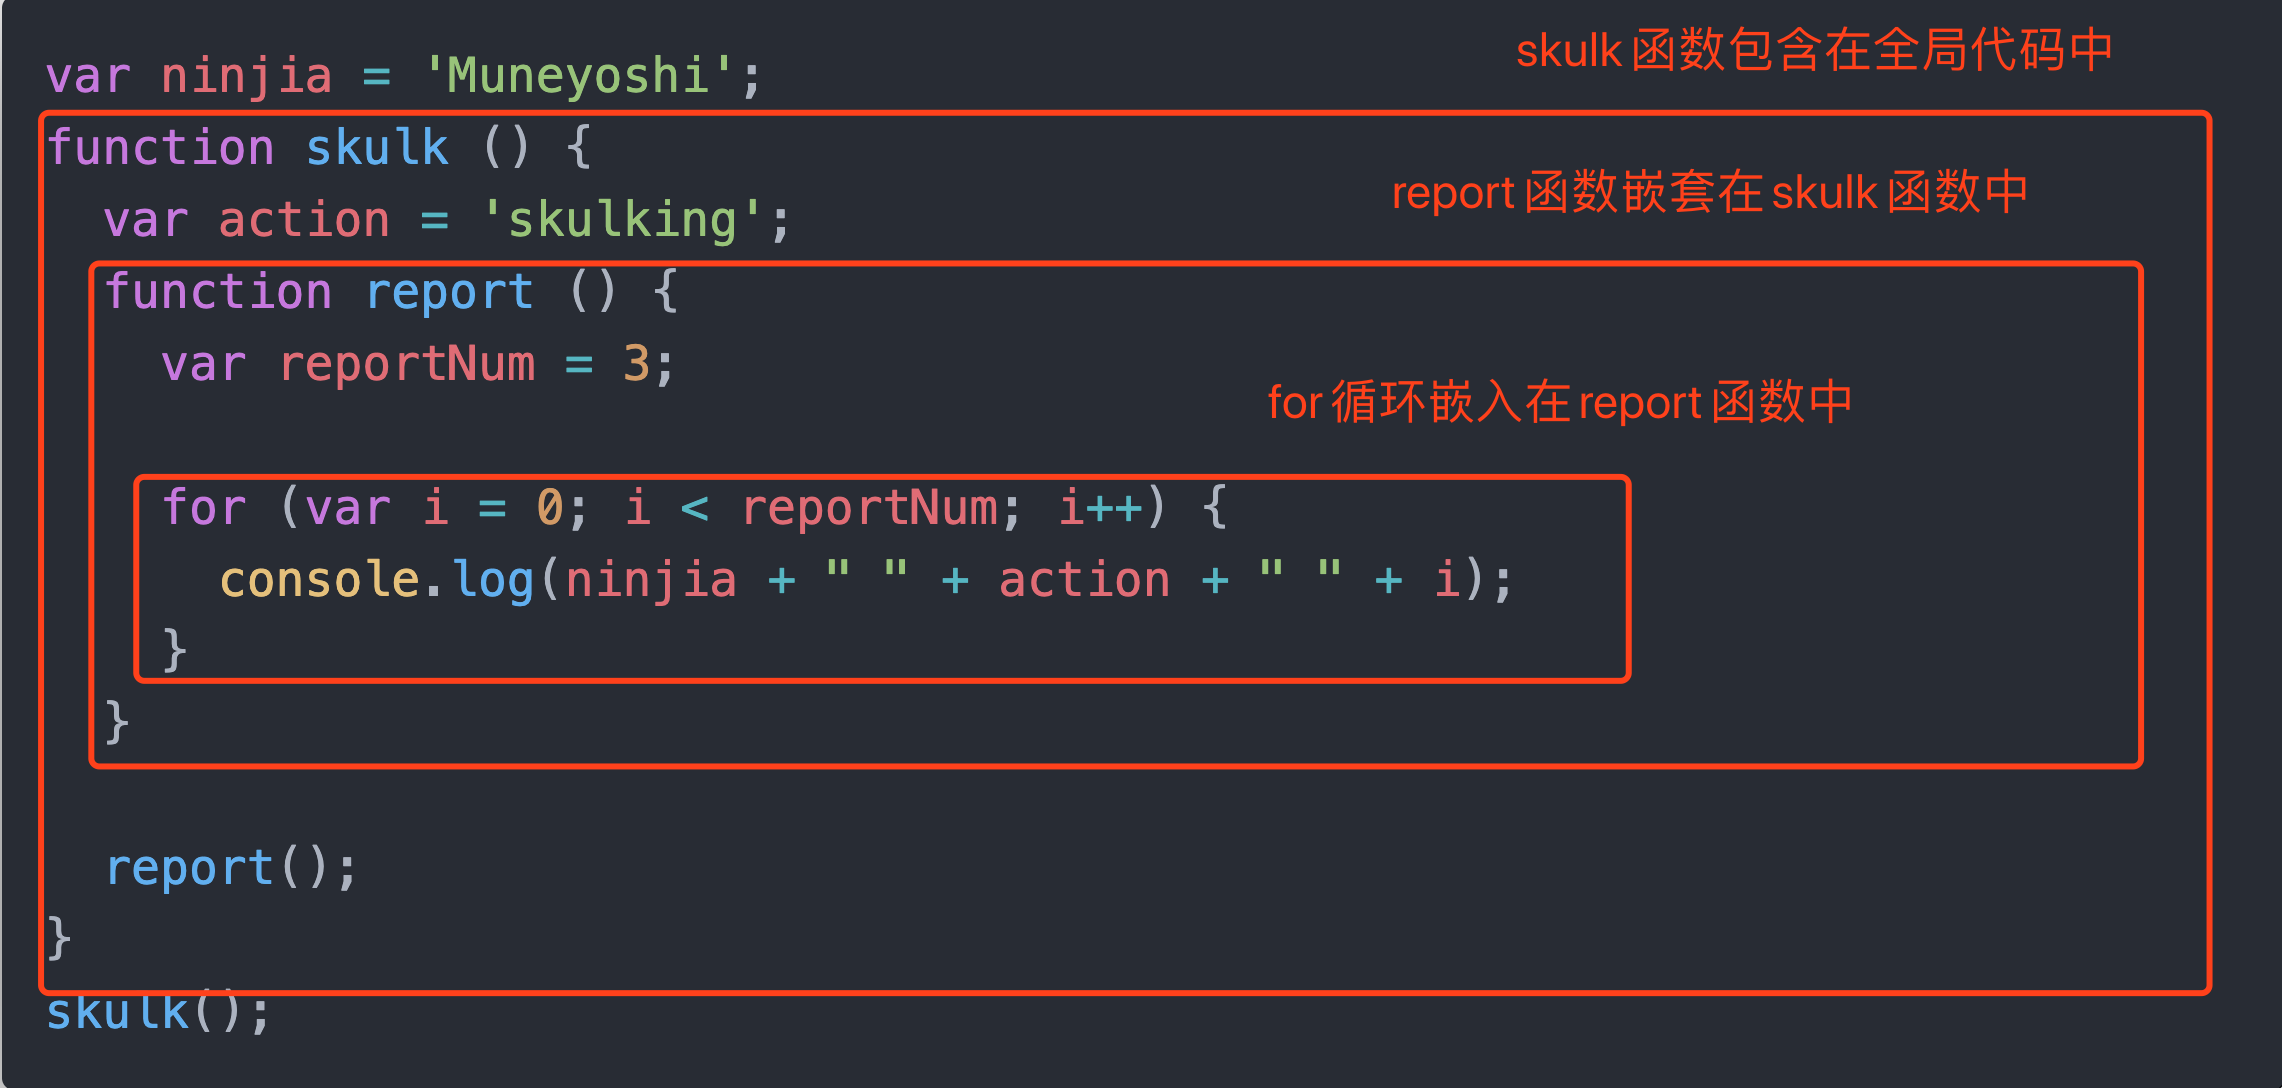 skulk 函数包含在全局代码中
var ninjia = 'Muneyoshi';
function skulk () {
report 函数嵌套在 skulk 函数中
var action = 'skulking';
function report () {
var reportNum = 3;
for 循环嵌入在 report 函数中
for (var i = 0; i < reportNum; i++) {
console.log(ninjia + " " + action + " " + i);
}
}
report();
}
skulk();